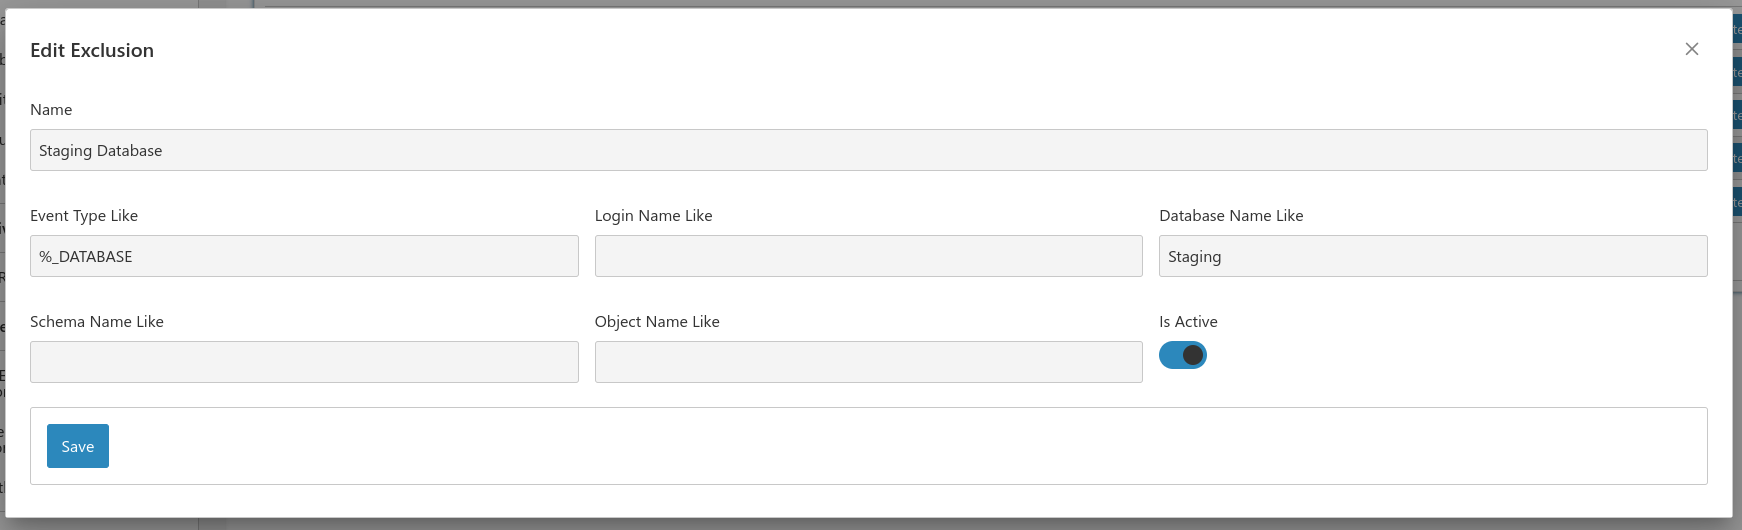 Edit Exclusion
Name
Staging Database
Event Type Like
Login Name Like
Database Name Like
%_DATABASE
Staging
Schema Name Like
Object Name Like
Is Active
Save